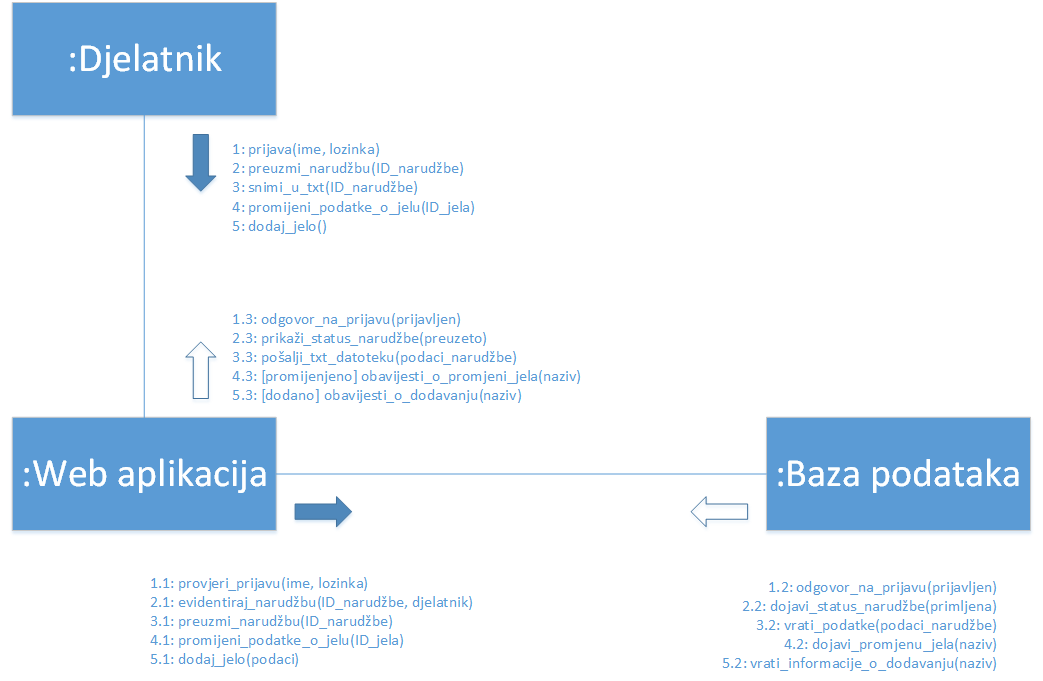 :Djelatnik
1: prijava(ime, lozinka)
2: preuzmi_narudžbu(ID_narudžbe)
3: snimi_u_txt(ID_narudžbe)
4: promijeni_podatke_o_jelu(ID_jela)
5: dodaj_jelo()
1.3: odgovor_na_prijavu(prijavljen)
2.3: prikaži_status_narudžbe(preuzeto)
3.3: pošalji_txt_datoteku(podaci_narudžbe)
4.3: [promijenjeno] obavijesti_o_promjeni_jela(naziv)
5.3: [dodano] obavijesti_o_dodavanju(naziv)
:Web aplikacija
:Baza podataka
1.1: provjeri_prijavu(ime, lozinka)
2.1: evidentiraj_narudžbu(ID_narudžbe, djelatnik)
3.1: preuzmi_narudžbu(ID_narudžbe)
4.1: promijeni_podatke_o_jelu(ID_jela)
5.1: dodaj_jelo(podaci)
1.2: odgovor_na_prijavu(prijavljen)
2.2: dojavi_status_narudžbe(primljena)
3.2: vrati_podatke(podaci_narudžbe)
4.2: dojavi_promjenu_jela(naziv)
5.2: vrati_informacije_o_dodavanju(naziv)